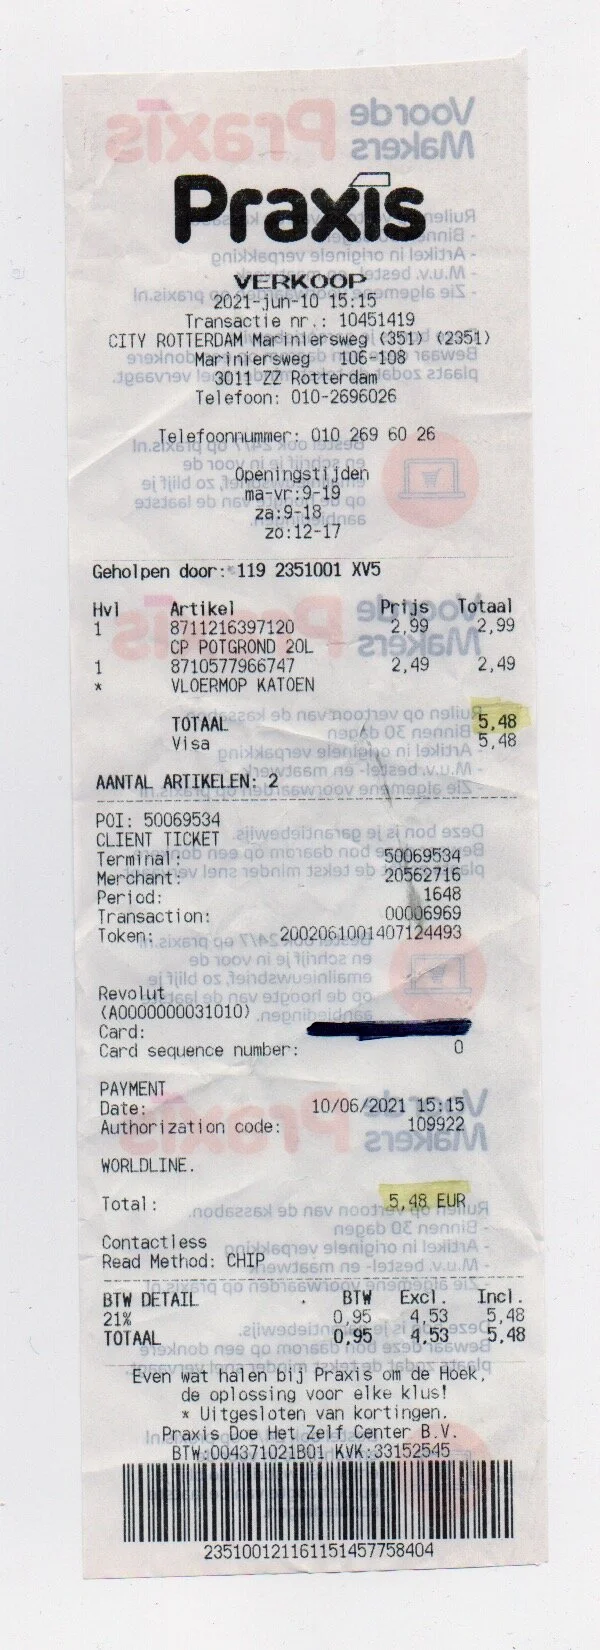 Praxis
VERKOOP
2021-jun-10 15:15
Transactie nr.: 10451419
CITY ROTTERDAM Mariniersweg (351) (2351)
Mariniersweg 106-108
3011 ZZ Rotterdam
Telefoon: 010-2696026
Telefoonnummer: 010 269 60 26
Openingstijden
ma-vr:9-19
za:9-18
zo:12-17
Geholpen door: 119 2351001 XV5
Hvl Artikel Prijs Totaal
1 8711216397120 2,99 2,99
CP POTGROND 20L
1 8710577966747 2,49 2,49
* VLOERMOP KATOEN
TOTAAL 5,48
Visa 5,48
AANTAL ARTIKELEN: 2
POI: 50069534
CLIENT TICKET
Terminal: 50069534
Merchant: 20562716
Period: 1648
Transaction: 00006969
Token: 2002061001407124493
Revolut
(A0000000031010)
Card:
Card sequence number: 0
PAYMENT
Date: 10/06/2021 15:15
Authorization code: 109922
WORLDLINE.
Total: 5,48 EUR
Contactless
Read Method: CHIP
BTW DETAIL BTW Excl. Incl.
21% 0,95 4,53 5,48
TOTAAL 0,95 4,53 5,48
Even wat halen bij Praxis om de Hoek,
de oplossing voor elke klus!
* Uitgesloten van kortingen.
Praxis Doe Het Zelf Center B.V.
BTW:004371021B01 KVK:33152545
2351001211611514577758404